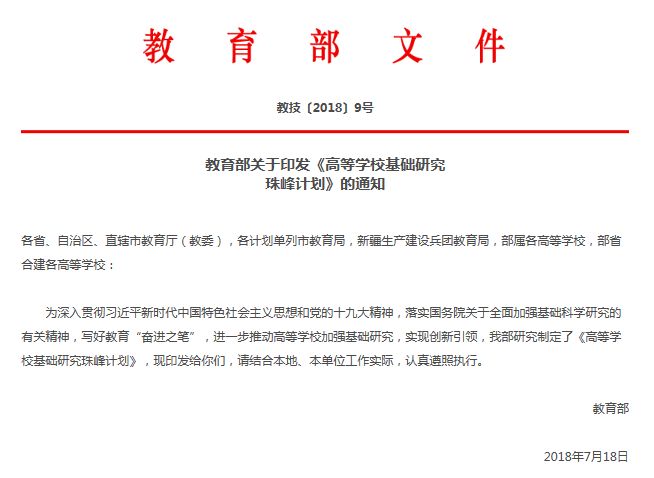 教育部文件
教技〔2018〕9号
教育部关于印发《高等学校基础研究
珠峰计划》的通知
各省、自治区、直辖市教育厅（教委），各计划单列市教育局，新疆生产建设兵团教育局，部属各高等学校，部省
合建各高等学校：
为深入贯彻习近平新时代中国特色社会主义思想和党的十九大精神，落实国务院关于全面加强基础科学研究的
有关精神，写好教育“奋进之笔”，进一步推动高等学校加强基础研究，实现创新引领，我部研究制定了《高等学
校基础研究珠峰计划》，现印发给你们，请结合本地、本单位工作实际，认真遵照执行。
教育部
2018年7月18日